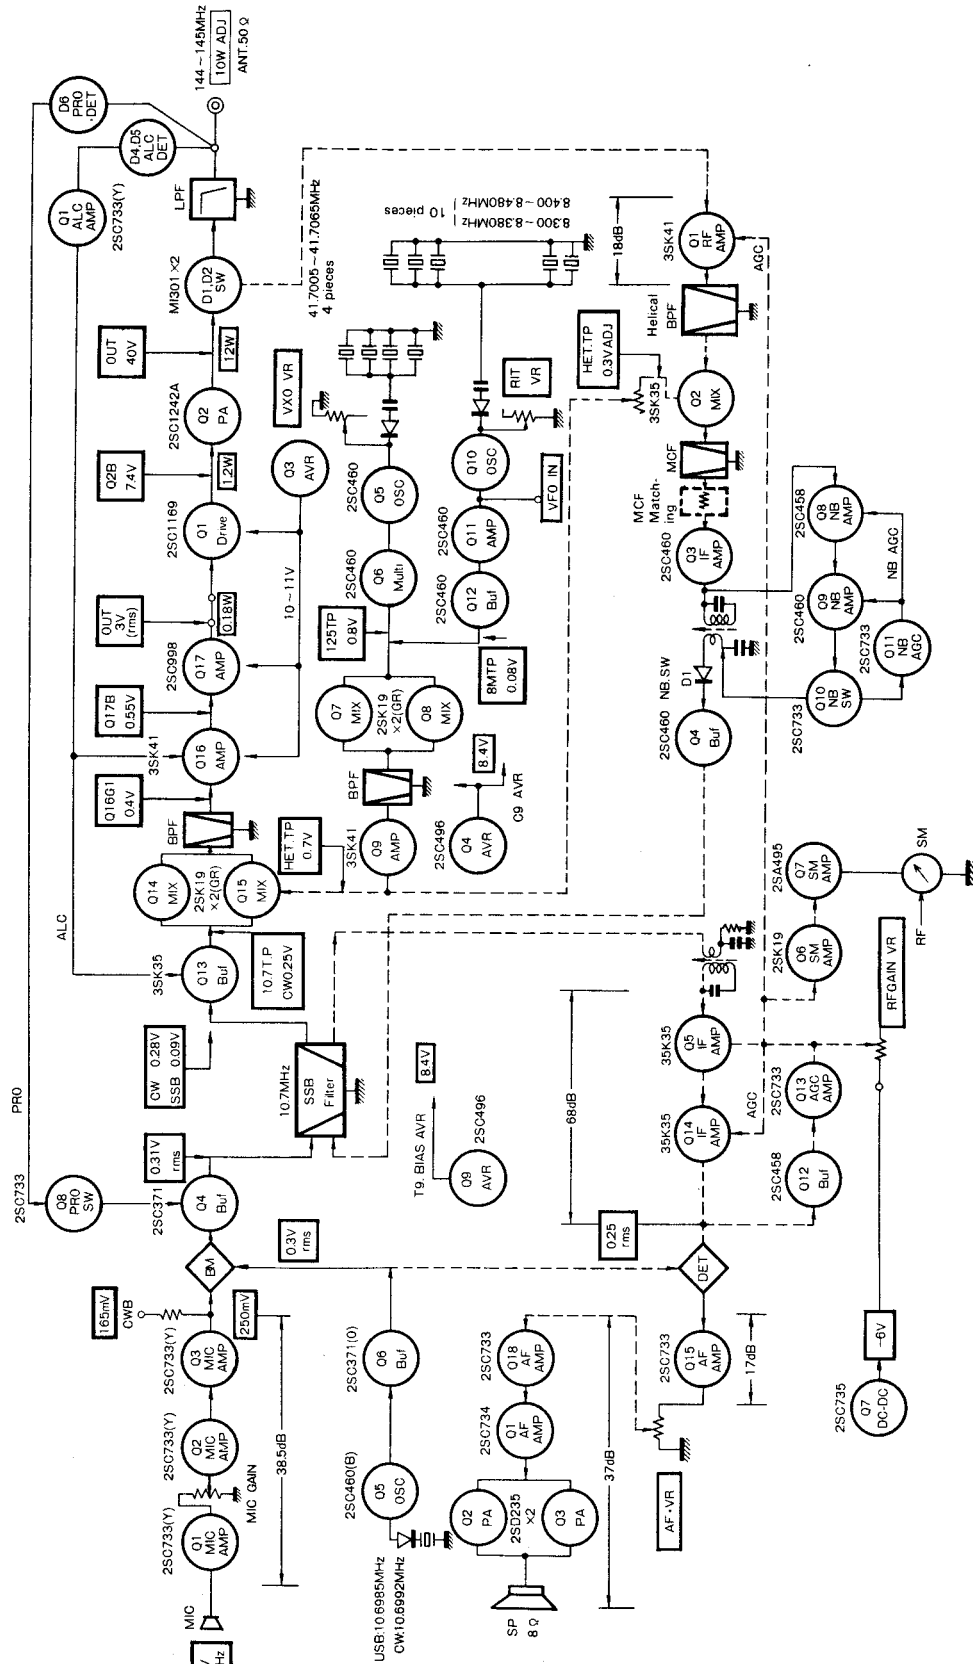 144~145MHz
10W ADJ
ANT.50Ω
D6
PRO
.DET
D4,D5
ALC
DET
Q1
ALC
AMP
2SC733(Y)
LPF
MI301×2
D1,D2
SW
OUT
40V
12W
2SC1242A
Q2
PA
Q2B
7.4V
1.2W
2SC1169
Q1
Drive
OUT
3V
(rms)
0.18W
2SC998
Q17
AMP
Q17B
0.55V
3SK41
Q16
AMP
Q16G1
0.4V
BPF
Q14
MIX
2SK19
×2(GR)
Q15
MIX
ALC
3SK35
Q13
Buf
10.7T.P
CW0.25V
CW 0.28V
SSB 0.09V
10.7MHz
SSB
Filter
PRO
0.31V
rms
2SC733
Q8
PRO
SW
2SC371
Q4
Buf
BM
0.3V
rms
165mV
CWB
250mV
2SC733(Y)
Q3
MIC
AMP
2SC733(Y)
Q2
MIC
AMP
MIC GAIN
38.5dB
2SC733(Y)
Q1
MIC
AMP
MIC
Q3
AVR
10~11V
41.7005~41.7065MHz
4 pieces
VXO VR
2SC460
Q5
OSC
2SC460
Q6
Multi
125TP
0.8V
8.300~8.380MHz
8.400~8.480MHz
10 pieces
RIT
VR
Q10
OSC
VFO IN
2SC460
Q11
AMP
2SC460
Q12
Buf
8MTP
0.08V
Q7
MIX
2SK19
×2(GR)
Q8
MIX
BPF
3SK41
Q9
AMP
HET.TP
0.7V
8.4V
C9 AVR
2SC496
Q4
AVR
8.4V
T9. BIAS AVR
2SC496
Q9
AVR
2SC371(O)
Q6
Buf
2SC460(B)
Q5
OSC
USB:10.6985MHz
CW:10.6992MHz
18dB
3SK41
Q1
RF
AMP
AGC
Helical
BPF
HET.TP
0.3VADJ
3SK35
Q2
MIX
MCF
MCF
Match-
ing
2SC460
Q3
IF
AMP
NB.SW
D1
2SC460
Q4
Buf
2SC458
Q8
NB
AMP
2SC460
Q9
NB
AMP
NB AGC
2SC733
Q11
NB
AGC
2SC733
Q10
NB
SW
68dB
35K35
Q5
IF
AMP
35K35
Q14
IF
AMP
AGC
0.25
rms
DET
2SA495
Q7
SM
AMP
2SK19
Q6
SM
AMP
SM
RF
RFGAIN VR
2SC733
Q13
AGC
AMP
2SC458
Q12
Buf
-6V
2SC735
Q7
DC-DC
2SC733
Q15
AF
AMP
17dB
AF·VR
2SC733
Q18
AF
AMP
2SC734
Q1
AF
AMP
37dB
Q2
PA
2SD235
×2
Q3
PA
SP
8Ω